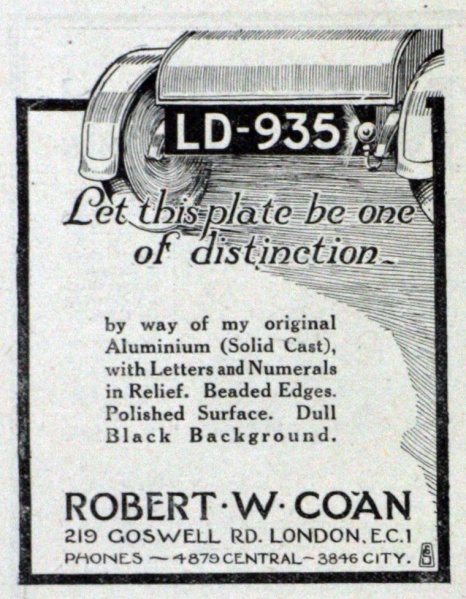 LD-935
Let this plate be one
of distinction
by way of my original
Aluminium (Solid Cast),
with Letters and Numerals
in Relief. Beaded Edges.
Polished Surface. Dull
Black Background.
ROBERT·W·COAN
219 GOSWELL RD. LONDON, E.C.1
PHONES ~ 4879 CENTRAL ~ 3846 CITY.